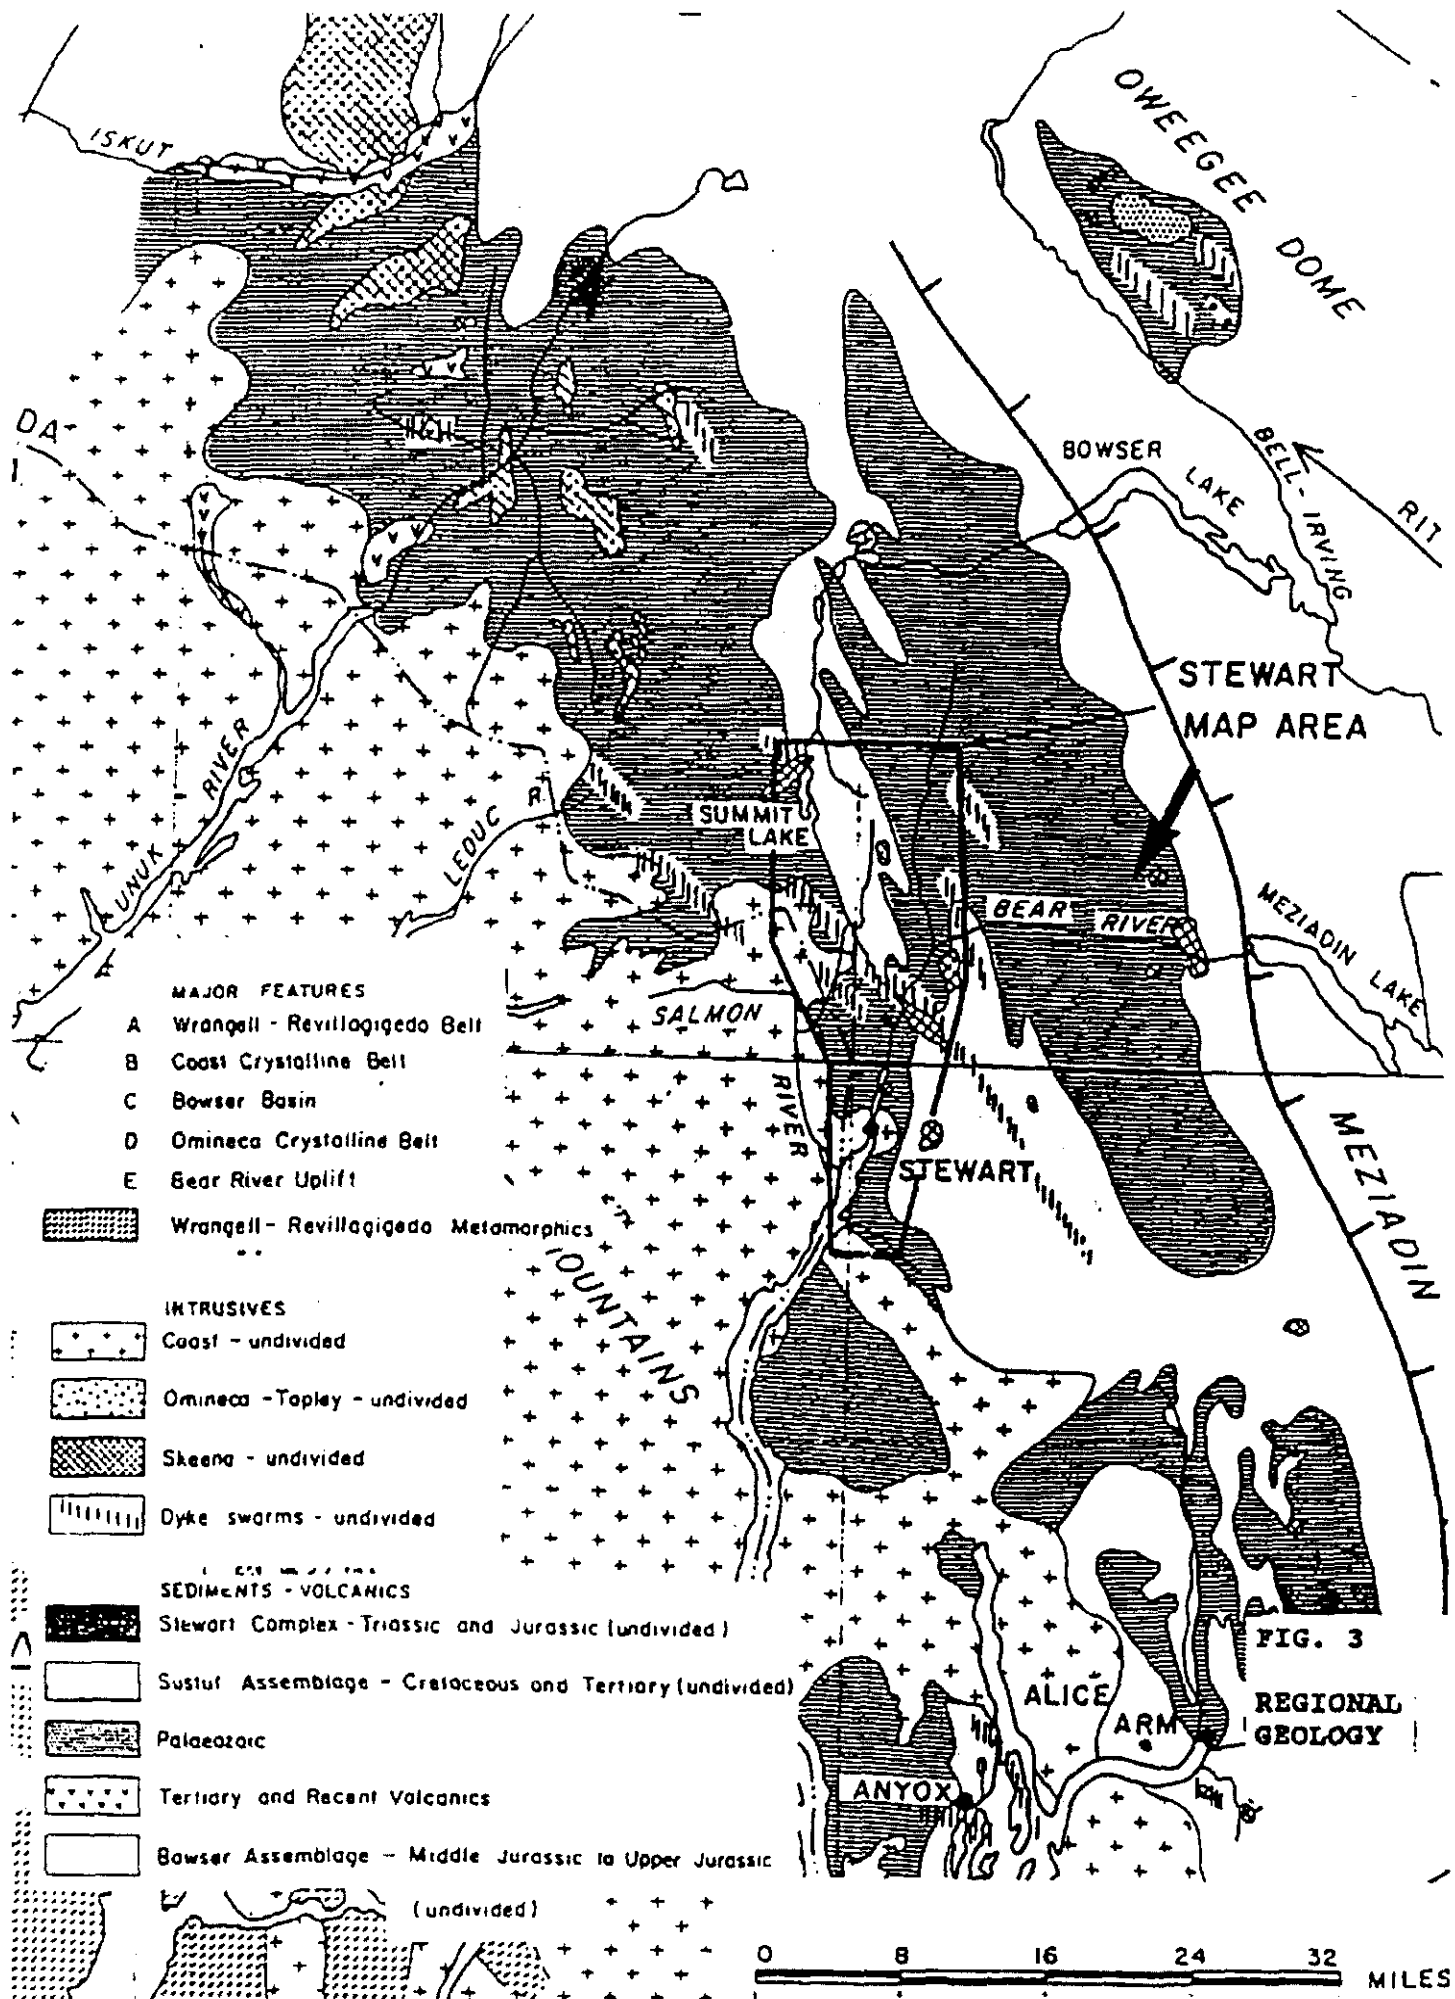 OWEEGEE DOME
ISKUT
DA
BOWSER LAKE
BELL-IRVING
RIT
STEWART
MAP AREA
UNUK RIVER
LEDUC R.
SUMMIT
LAKE
BEAR RIVER
MEZIADIN LAKE
SALMON
RIVER
STEWART
MEZIADIN
OUNTAINS
MAJOR FEATURES
A Wrangell - Revillagigedo Belt
B Coast Crystalline Belt
C Bowser Basin
D Omineca Crystalline Belt
E Bear River Uplift
Wrangell - Revillagigedo Metamorphics
INTRUSIVES
Coast - undivided
Omineca - Topley - undivided
Skeena - undivided
Dyke swarms - undivided
SEDIMENTS - VOLCANICS
Stewart Complex - Triassic and Jurassic (undivided)
Sustut Assemblage - Cretaceous and Tertiary (undivided)
Palaeozoic
Tertiary and Recent Volcanics
Bowser Assemblage - Middle Jurassic to Upper Jurassic
(undivided)
ALICE
ARM
ANYOX
FIG. 3
REGIONAL
GEOLOGY
0 8 16 24 32
MILES